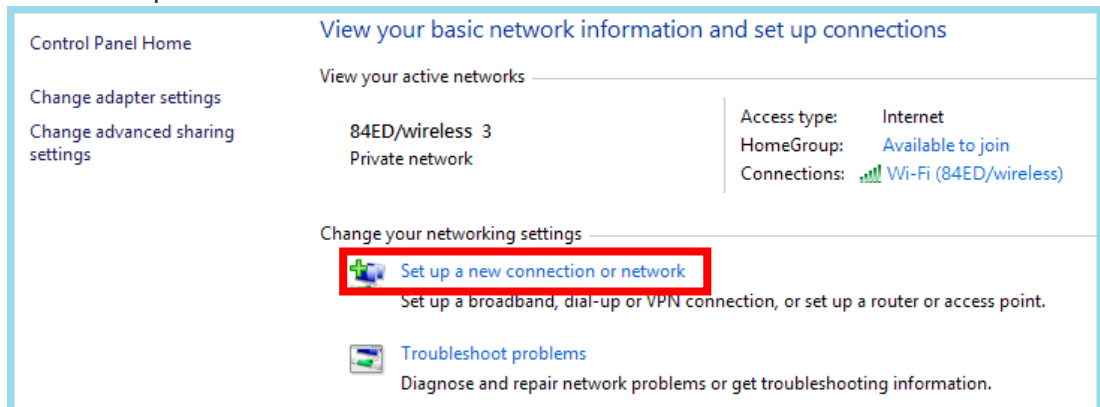 Control Panel Home
Change adapter settings
Change advanced sharing
settings
View your basic network information and set up connections
View your active networks
84ED/wireless 3
Private network
Access type: Internet
HomeGroup: Available to join
Connections: Wi-Fi (84ED/wireless)
Change your networking settings
Set up a new connection or network
Set up a broadband, dial-up or VPN connection, or set up a router or access point.
Troubleshoot problems
Diagnose and repair network problems or get troubleshooting information.